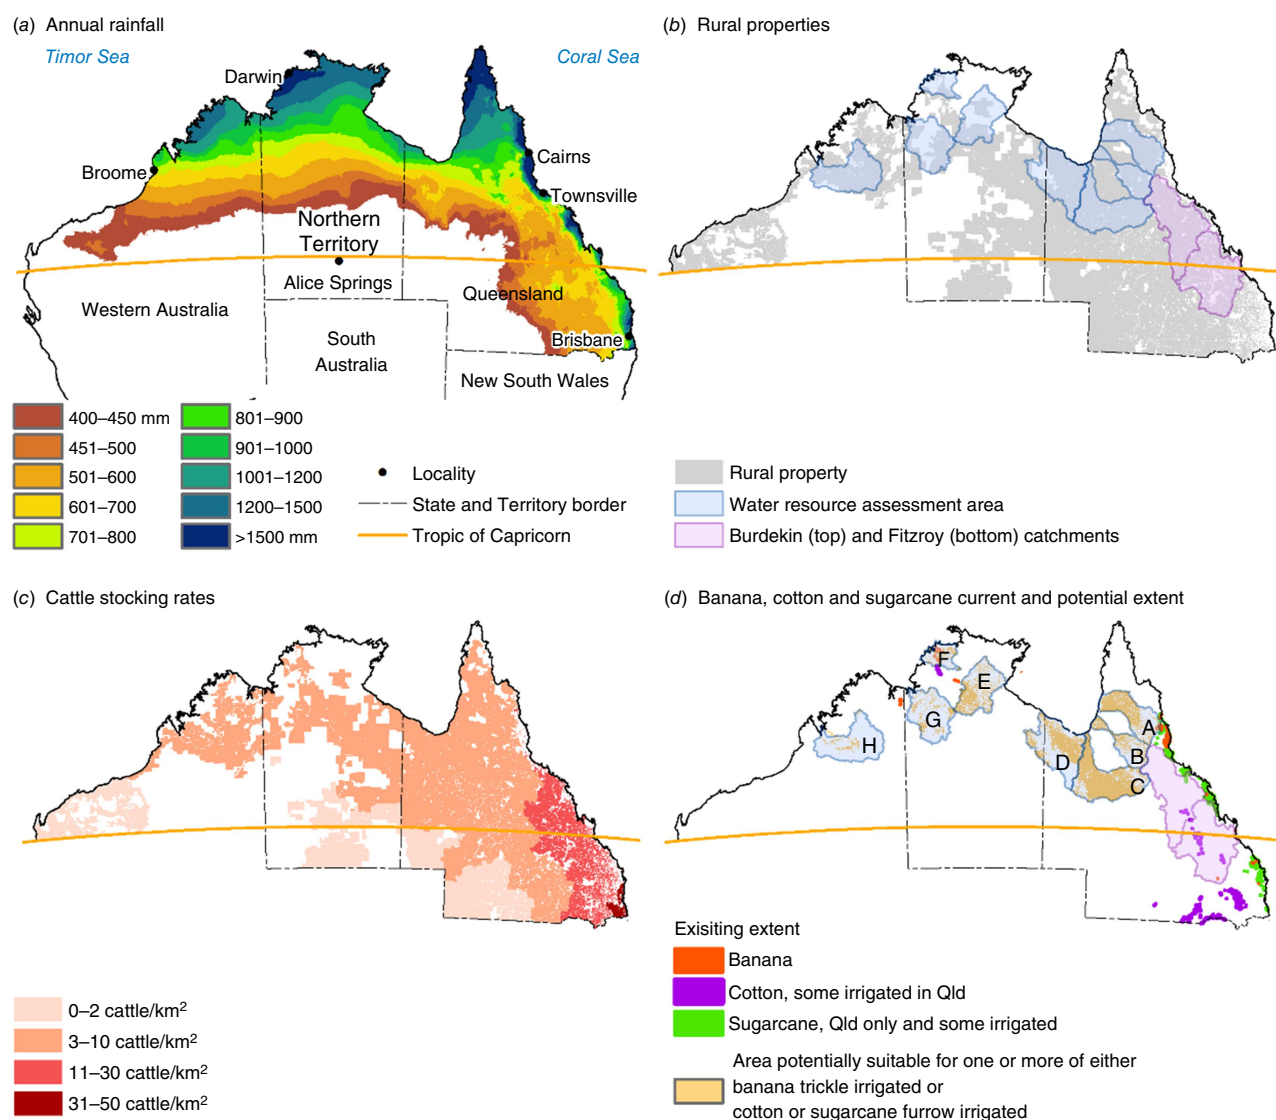 (a) Annual rainfall
Timor Sea
Coral Sea
Darwin
Cairns
Broome
Townsville
Northern
Territory
Alice Springs
Queensland
Western Australia
South
Australia
Brisbane
New South Wales
400–450 mm
451–500
501–600
601–700
701–800
801–900
901–1000
1001–1200
1200–1500
>1500 mm
Locality
State and Territory border
Tropic of Capricorn
(b) Rural properties
Rural property
Water resource assessment area
Burdekin (top) and Fitzroy (bottom) catchments
(c) Cattle stocking rates
0–2 cattle/km²
3–10 cattle/km²
11–30 cattle/km²
31–50 cattle/km²
(d) Banana, cotton and sugarcane current and potential extent
F
E
G
H
A
B
D
C
Exisiting extent
Banana
Cotton, some irrigated in Qld
Sugarcane, Qld only and some irrigated
Area potentially suitable for one or more of either
banana trickle irrigated or
cotton or sugarcane furrow irrigated